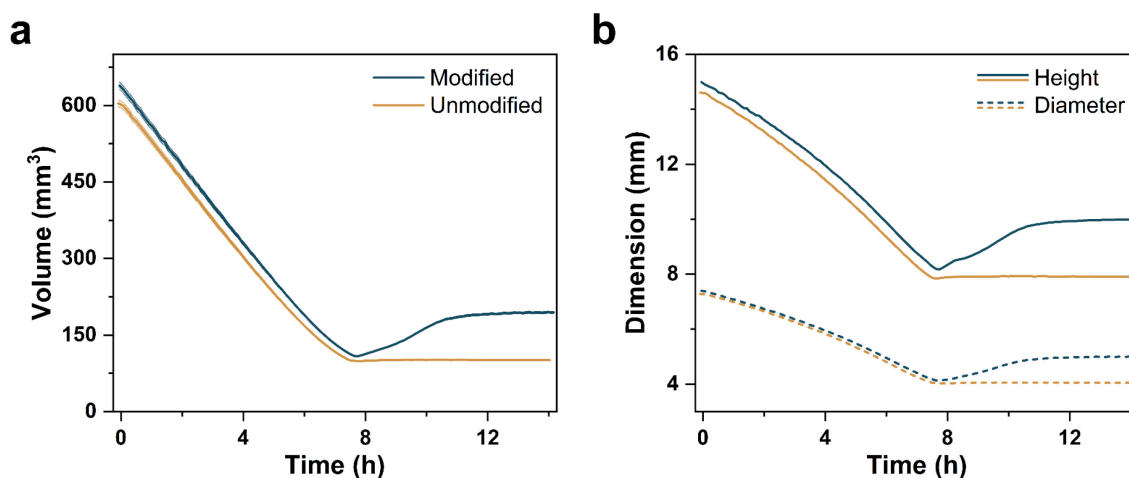 a
Volume (mm³)
600
450
300
150
0
0 4 8 12
Time (h)
Modified
Unmodified
b
Dimension (mm)
16
12
8
4
0 4 8 12
Time (h)
Height
Diameter